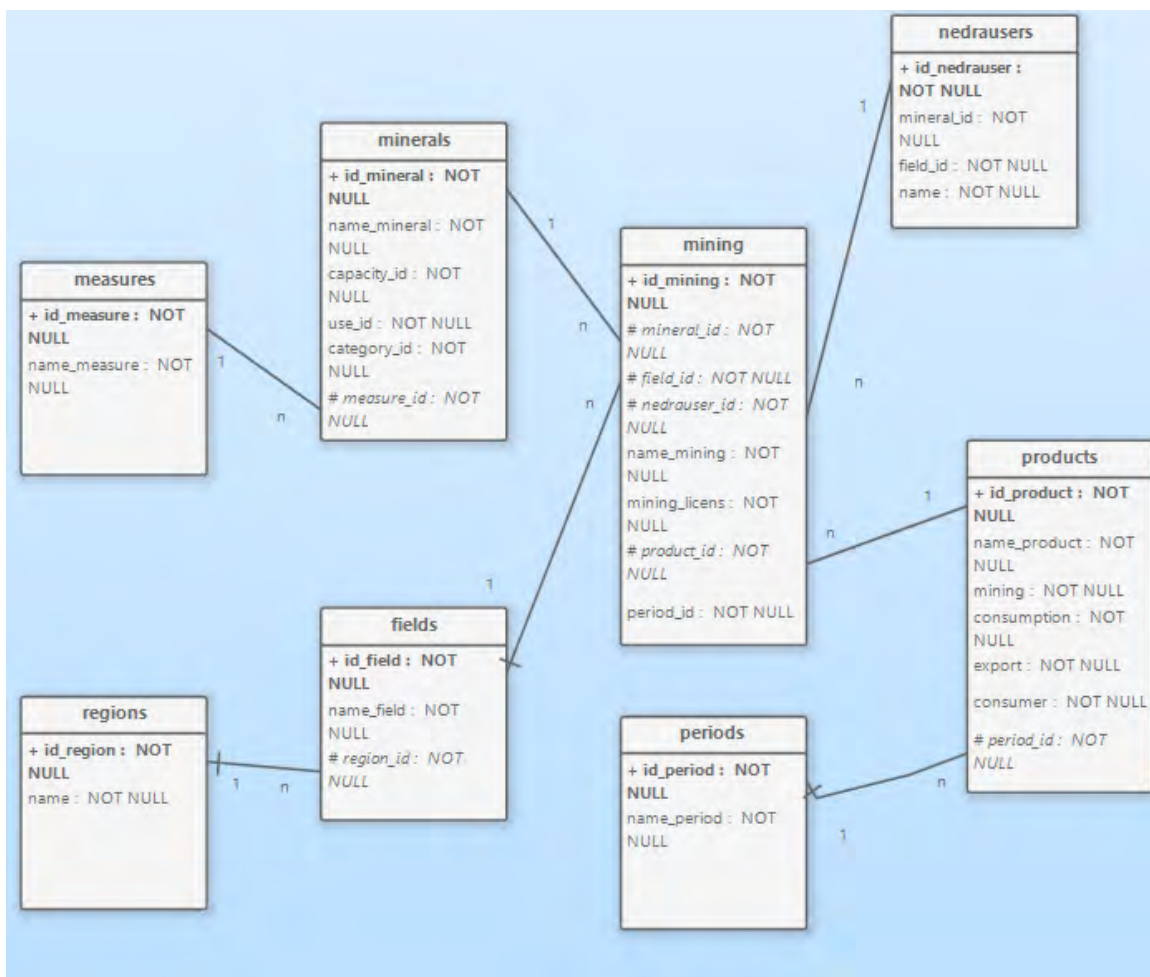 nedrausers
+ id_nedrauser :
NOT NULL
mineral_id : NOT
NULL
field_id : NOT NULL
name : NOT NULL
1
minerals
+ id_mineral : NOT
NULL
name_mineral : NOT
NULL
capacity_id : NOT
NULL
use_id : NOT NULL
category_id : NOT
NULL
# measure_id : NOT
NULL
1
n
measures
+ id_measure : NOT
NULL
name_measure : NOT
NULL
1
n
mining
+ id_mining : NOT
NULL
# mineral_id : NOT
NULL
# field_id : NOT NULL
# nedrauser_id : NOT
NULL
name_mining : NOT
NULL
mining_licens : NOT
NULL
# product_id : NOT
NULL
period_id : NOT NULL
n
n
n
1
products
+ id_product : NOT
NULL
name_product : NOT
NULL
mining : NOT NULL
consumption : NOT
NULL
export : NOT NULL
consumer : NOT NULL
# period_id : NOT
NULL
1
fields
+ id_field : NOT
NULL
name_field : NOT
NULL
# region_id : NOT
NULL
regions
+ id_region : NOT
NULL
name : NOT NULL
1
n
periods
+ id_period : NOT
NULL
name_period : NOT
NULL
n
1